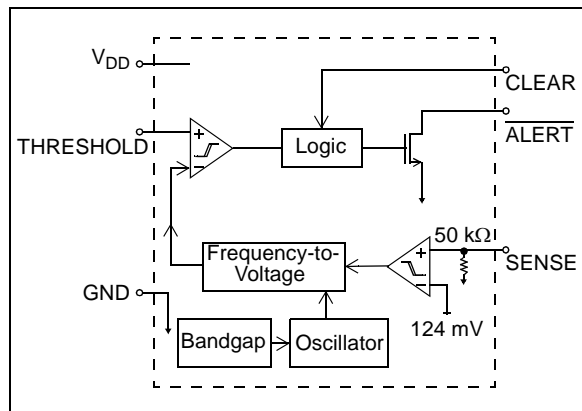 V_DD
CLEAR
THRESHOLD
+
−
Logic
ALERT
50 kΩ
Frequency-to-
Voltage
+
−
SENSE
GND
124 mV
Bandgap
Oscillator